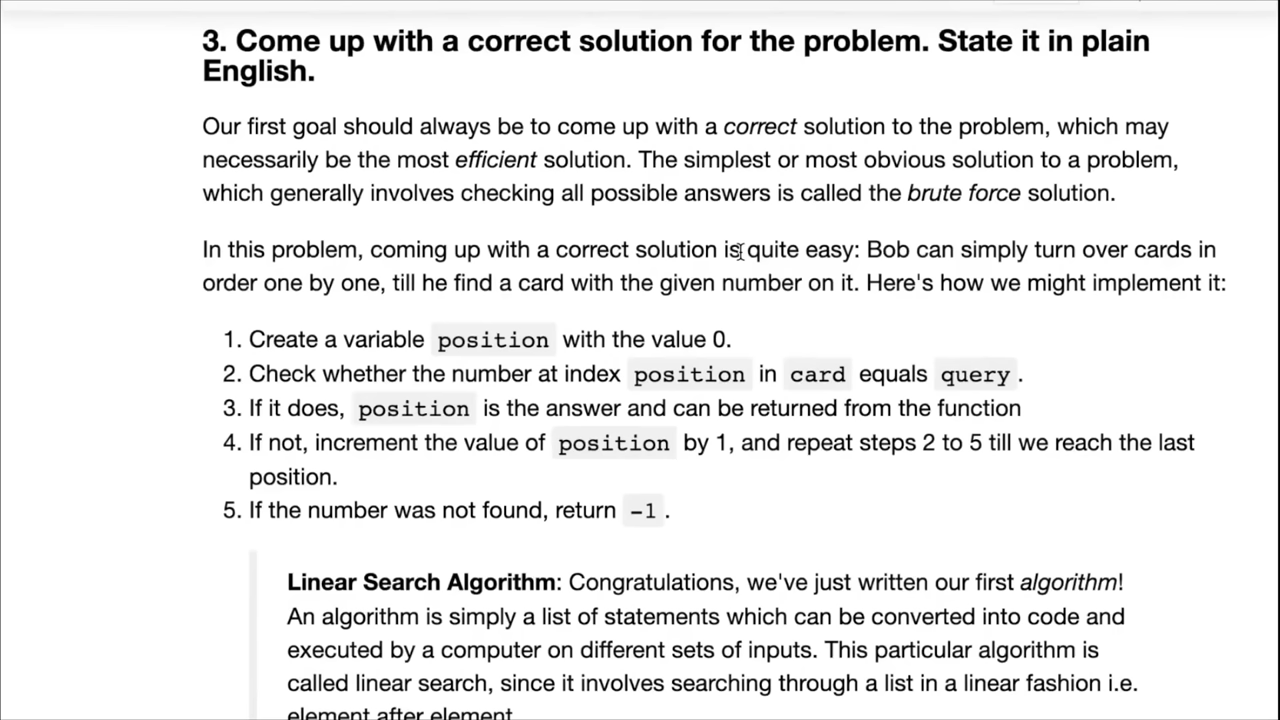 3. Come up with a correct solution for the problem. State it in plain
English.
Our first goal should always be to come up with a correct solution to the problem, which may
necessarily be the most efficient solution. The simplest or most obvious solution to a problem,
which generally involves checking all possible answers is called the brute force solution.
In this problem, coming up with a correct solution is quite easy: Bob can simply turn over cards in
order one by one, till he find a card with the given number on it. Here's how we might implement it:
1. Create a variable position with the value 0.
2. Check whether the number at index position in card equals query .
3. If it does, position is the answer and can be returned from the function
4. If not, increment the value of position by 1, and repeat steps 2 to 5 till we reach the last
position.
5. If the number was not found, return -1 .
Linear Search Algorithm: Congratulations, we've just written our first algorithm!
An algorithm is simply a list of statements which can be converted into code and
executed by a computer on different sets of inputs. This particular algorithm is
called linear search, since it involves searching through a list in a linear fashion i.e.
element after element